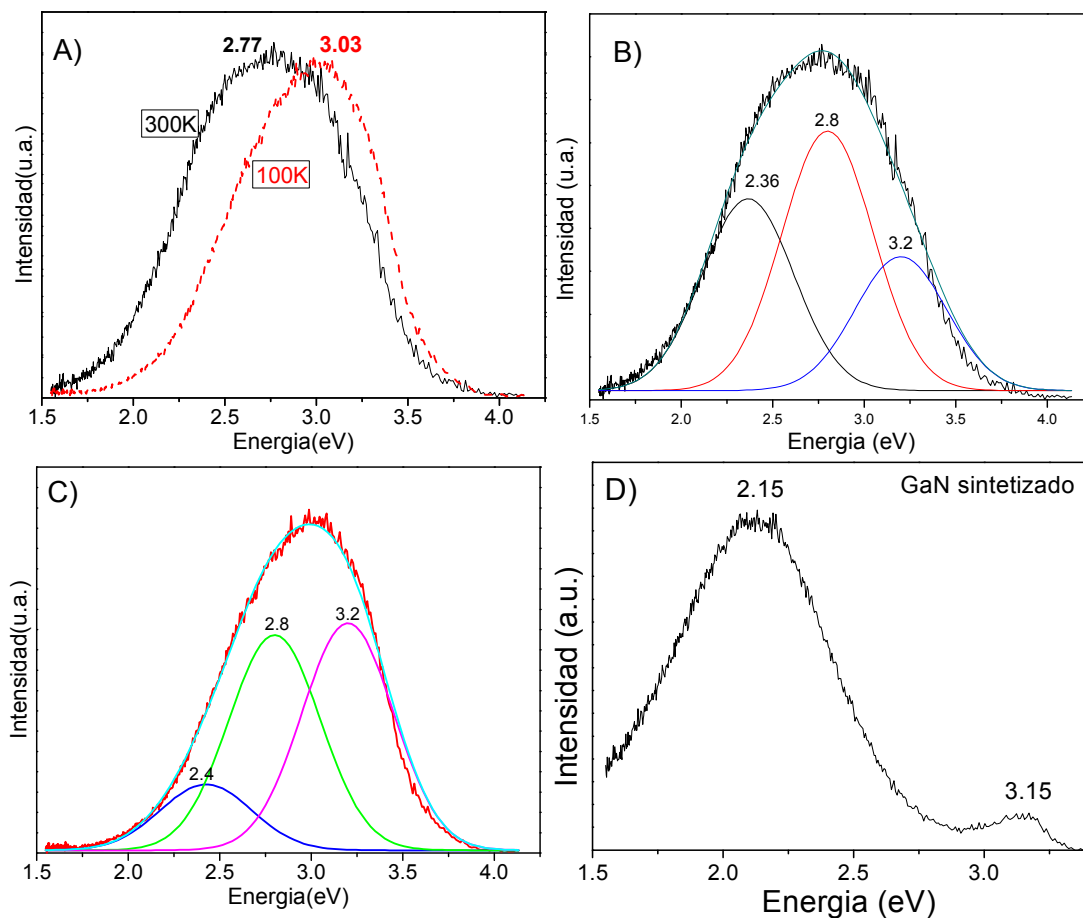 A)
2.77 3.03
300K
100K
Intensidad(u.a.)
1.5 2.0 2.5 3.0 3.5 4.0
Energia(eV)
B)
2.8
2.36
3.2
Intensidad (u.a.)
1.5 2.0 2.5 3.0 3.5 4.0
Energia (eV)
C)
2.8 3.2
2.4
Intensidad(u.a.)
1.5 2.0 2.5 3.0 3.5 4.0
Energia(eV)
D) GaN sintetizado
2.15
3.15
Intensidad (a.u.)
1.5 2.0 2.5 3.0
Energia (eV)